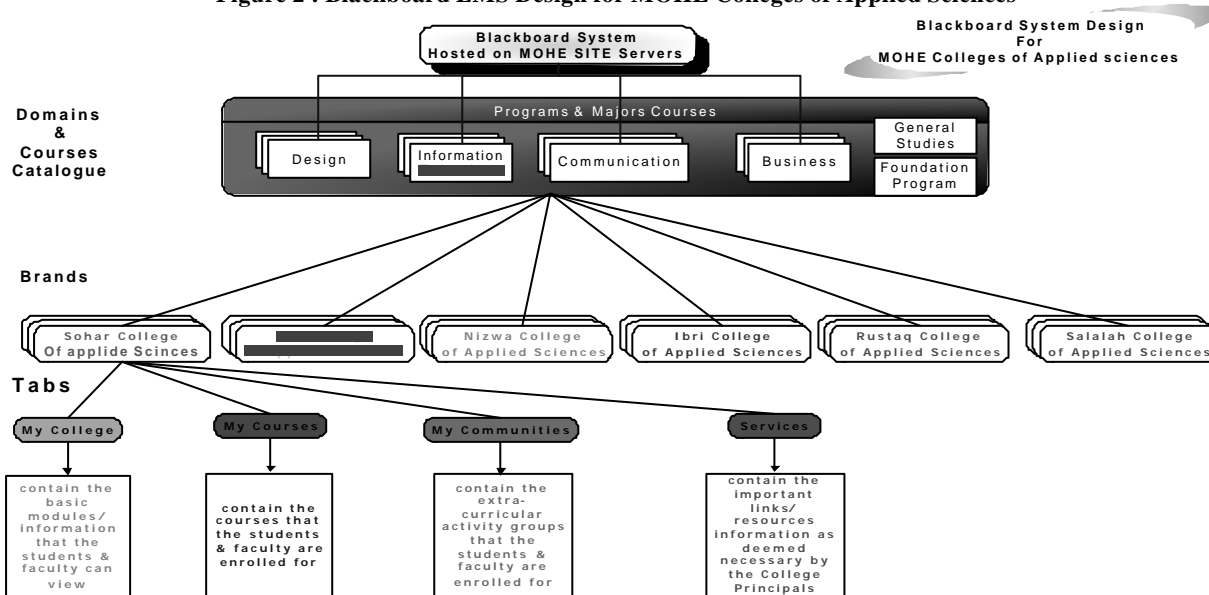 Figure 2 : Blackboard LMS Design for MOHE Colleges of Applied Sciences
Blackboard System Design
For
MOHE Colleges of Applied sciences
Blackboard System
Hosted on MOHE SITE Servers
Domains
&
Courses
Catalogue
Programs & Majors Courses
Design
Information
Communication
Business
General
Studies
Foundation
Program
Brands
Sohar College
Of applide Scinces
Nizwa College
of Applied Sciences
Ibri College
of Applied Sciences
Rustaq College
of Applied Sciences
Salalah College
of Applied Sciences
Tabs
My College
My Courses
My Communities
Services
contain the
basic
modules/
information
that the
students &
faculty can
view
contain the
courses that
the students
& faculty are
enrolled for
contain the
extra-
curricular
activity groups
that the
students &
faculty are
enrolled for
contain the
important
links/
resources
information as
deemed
necessary by
the College
Principals